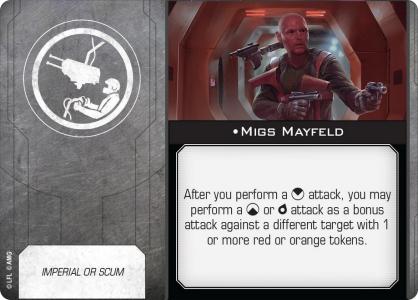 • MIGS MAYFELD
After you perform a attack, you may
perform a or attack as a bonus
attack against a different target with 1
or more red or orange tokens.
IMPERIAL OR SCUM
© LFL © AMG